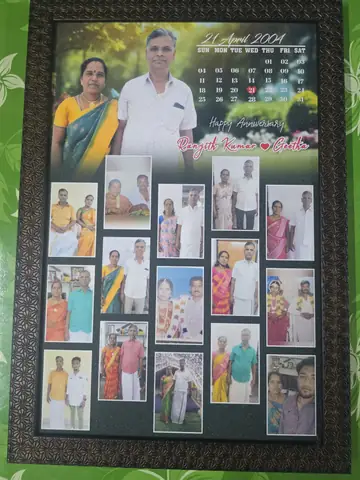 21 April 2004
SUN MON TUE WED THU FRI SAT
01 02 03
04 05 06 07 08 09 10
11 12 13 14 15 16 17
18 19 20 21 22 23 24
25 26 27 28 29 30 31
Happy Anniversary
Ranjith Kumar Geetha